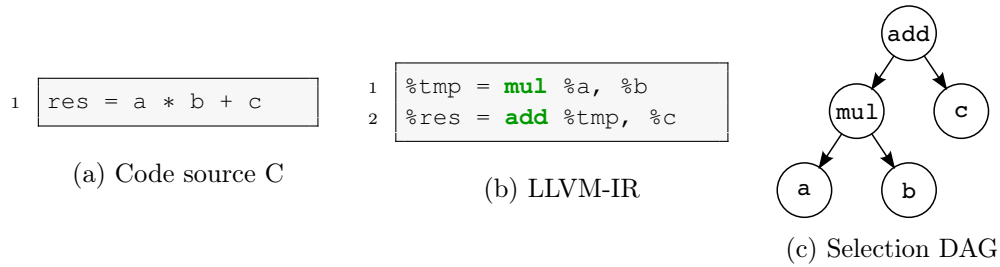 1 res = a * b + c
(a) Code source C
1 %tmp = mul %a, %b
2 %res = add %tmp, %c
(b) LLVM-IR
add
mul
c
a
b
(c) Selection DAG